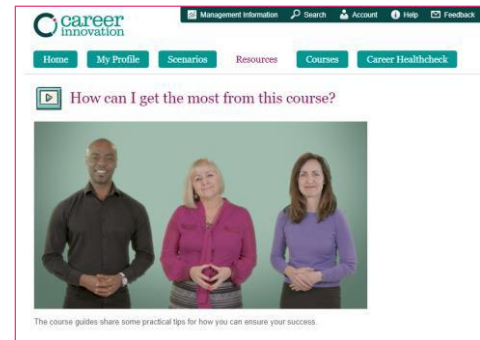 career
innovation
Management Information Search Account Help Feedback
Home My Profile Scenarios Resources Courses Career Healthcheck
How can I get the most from this course?
The course guides share some practical tips for how you can ensure your success.